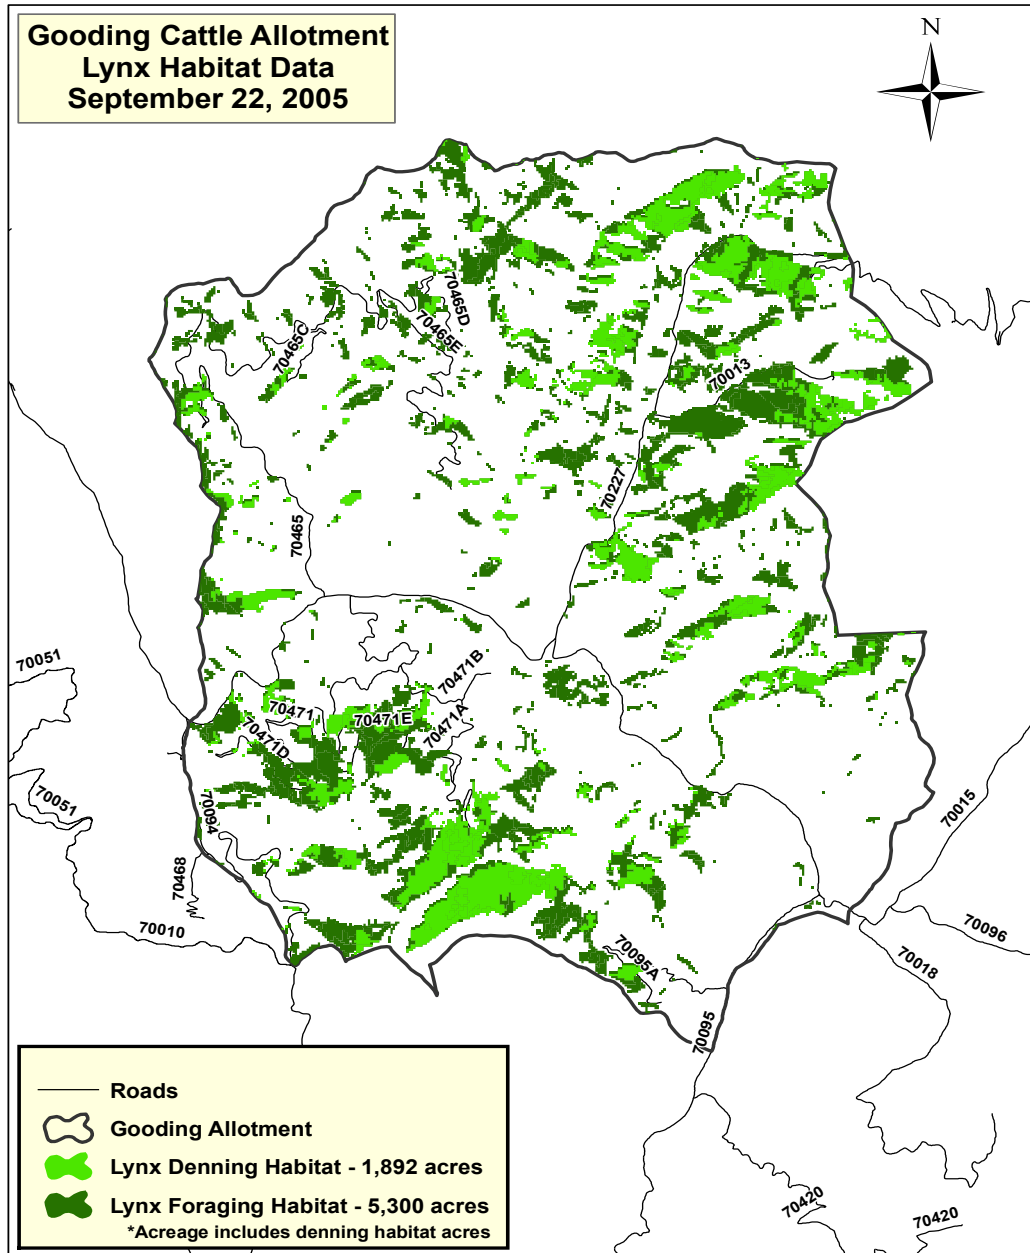 Gooding Cattle Allotment
Lynx Habitat Data
September 22, 2005
N
70465D
70465E
70465C
70013
70227
70465
70051
70471B
70471
70471E
70471A
70471D
70051
70094
70015
70468
70010
70096
70095A
70018
70095
Roads
Gooding Allotment
Lynx Denning Habitat - 1,892 acres
Lynx Foraging Habitat - 5,300 acres
*Acreage includes denning habitat acres
70420
70420